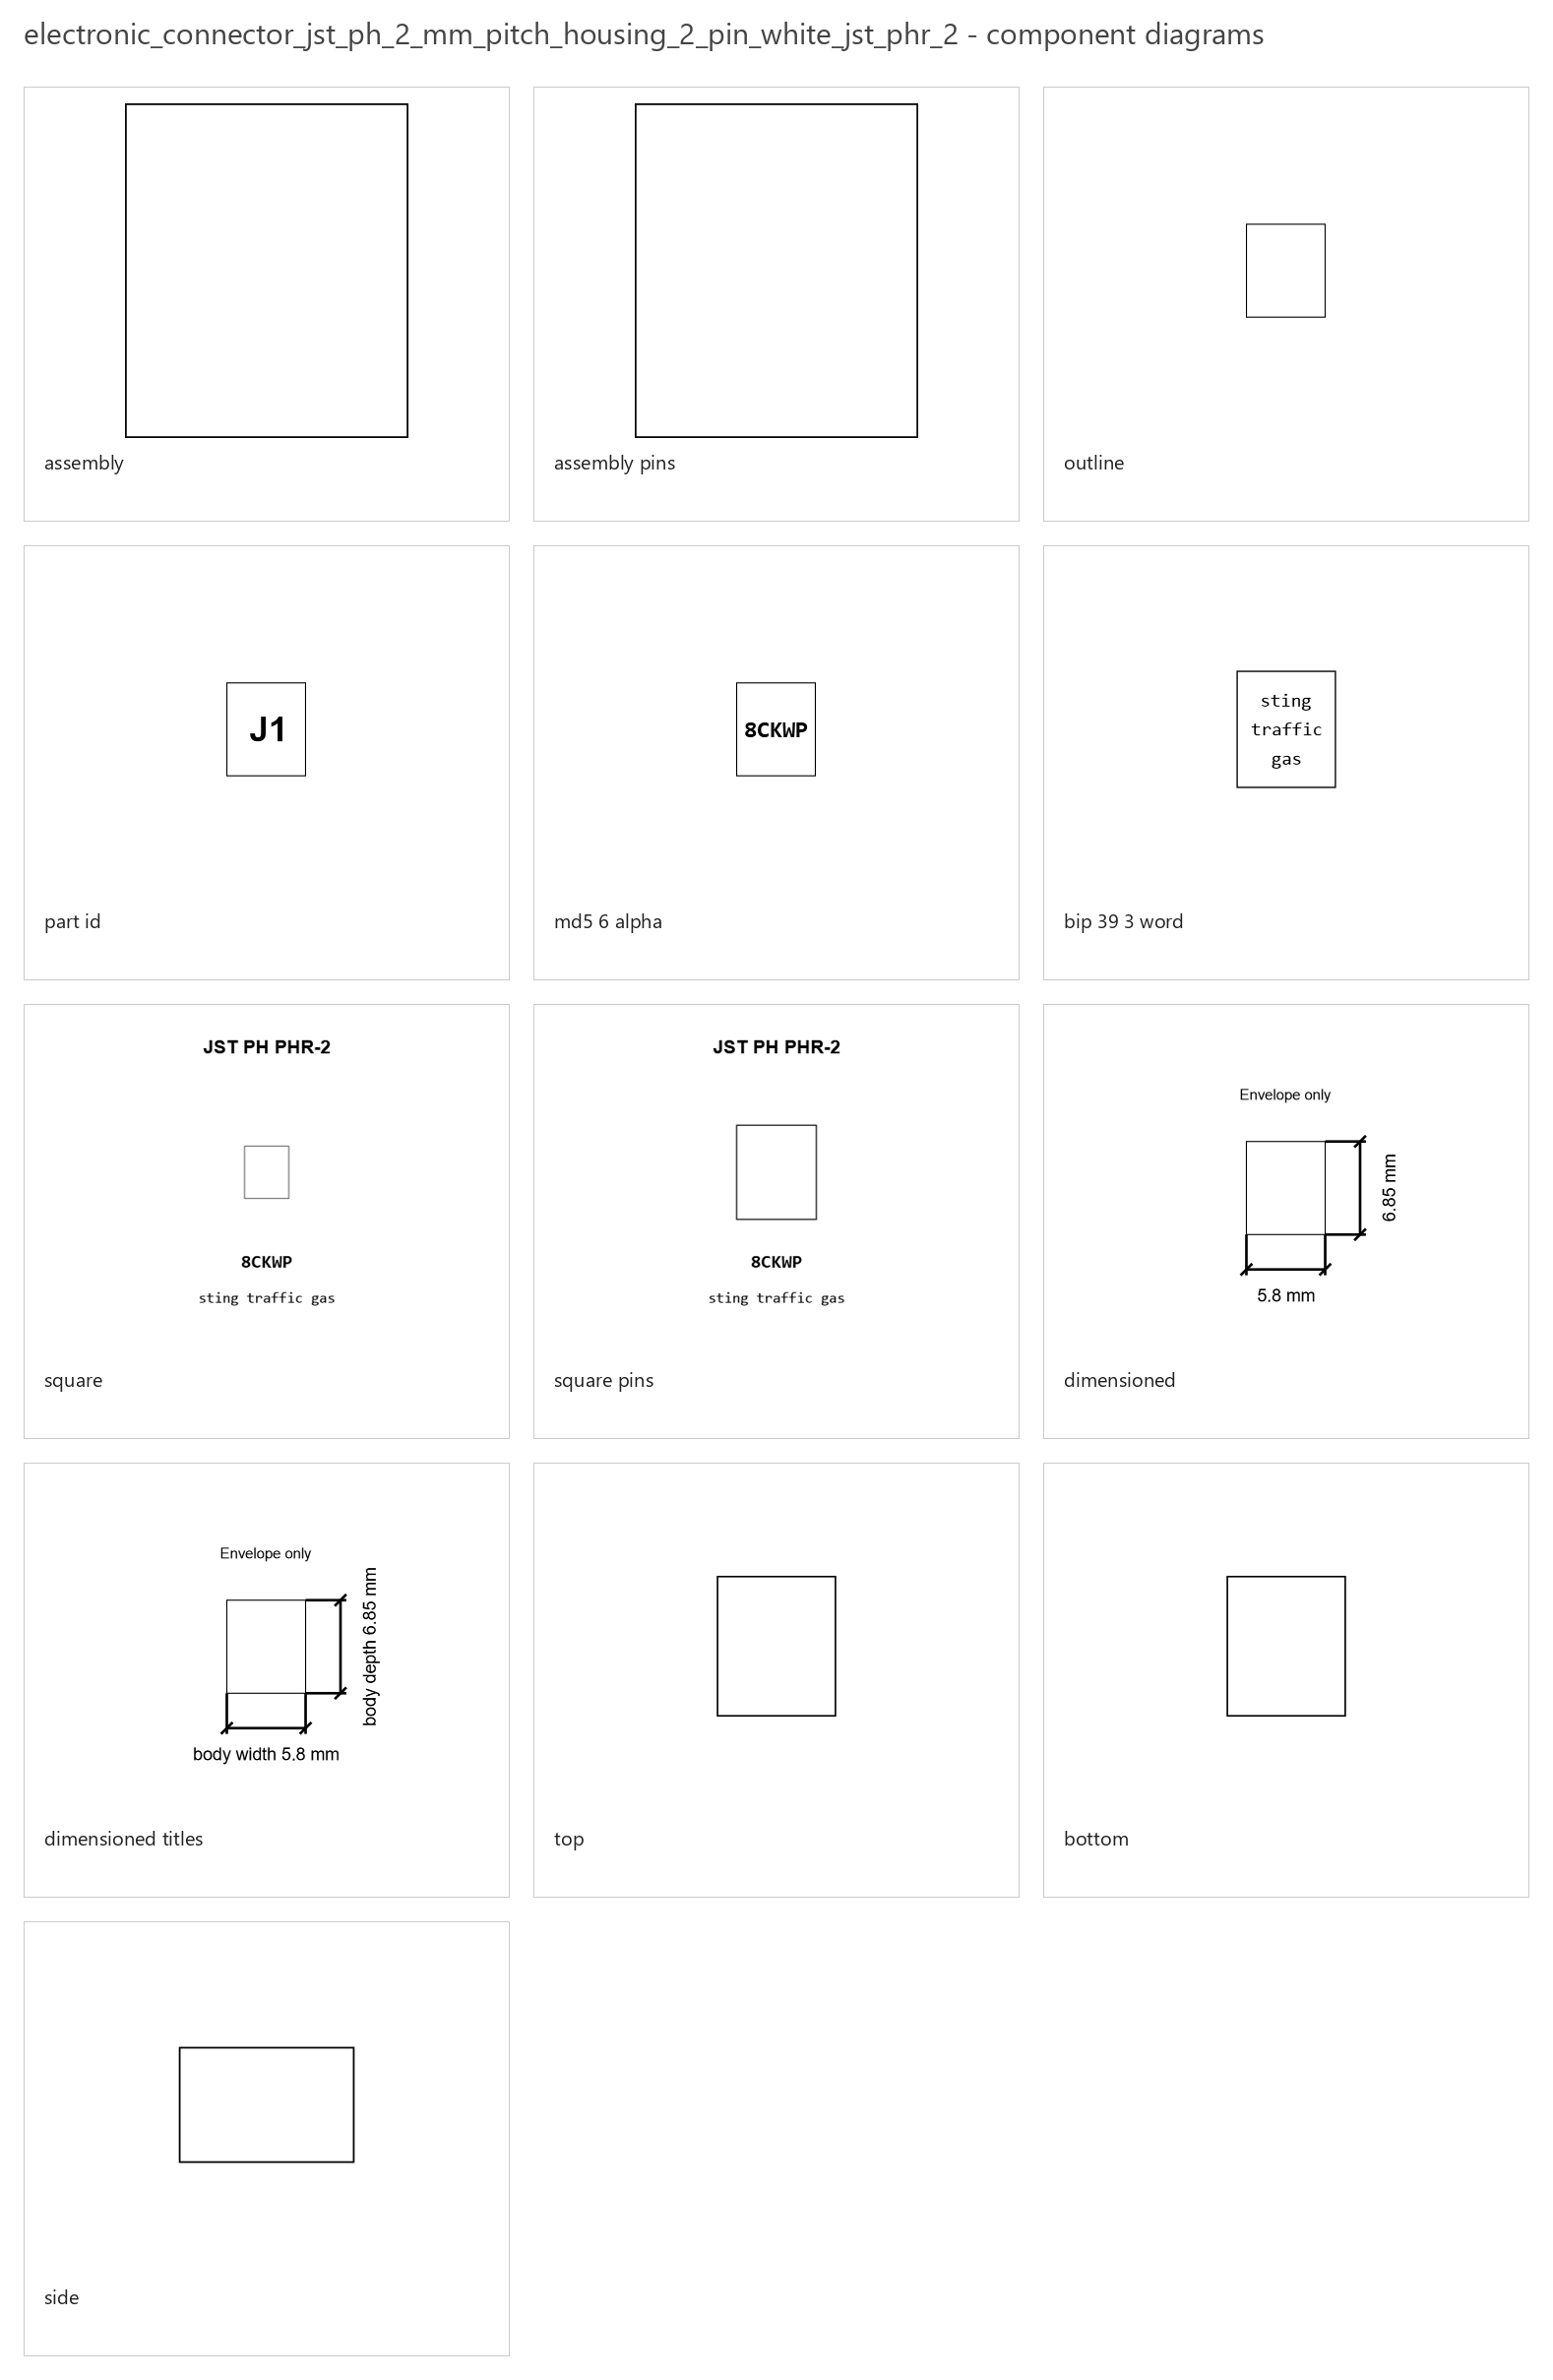 electronic_connector_jst_ph_2_mm_pitch_housing_2_pin_white_jst_phr_2 - component diagrams
assembly
assembly pins
outline
J1
part id
8CKWP
md5 6 alpha
sting
traffic
gas
bip 39 3 word
JST PH PHR-2
8CKWP
sting traffic gas
square
JST PH PHR-2
8CKWP
sting traffic gas
square pins
Envelope only
6.85 mm
5.8 mm
dimensioned
Envelope only
body depth 6.85 mm
body width 5.8 mm
dimensioned titles
top
bottom
side